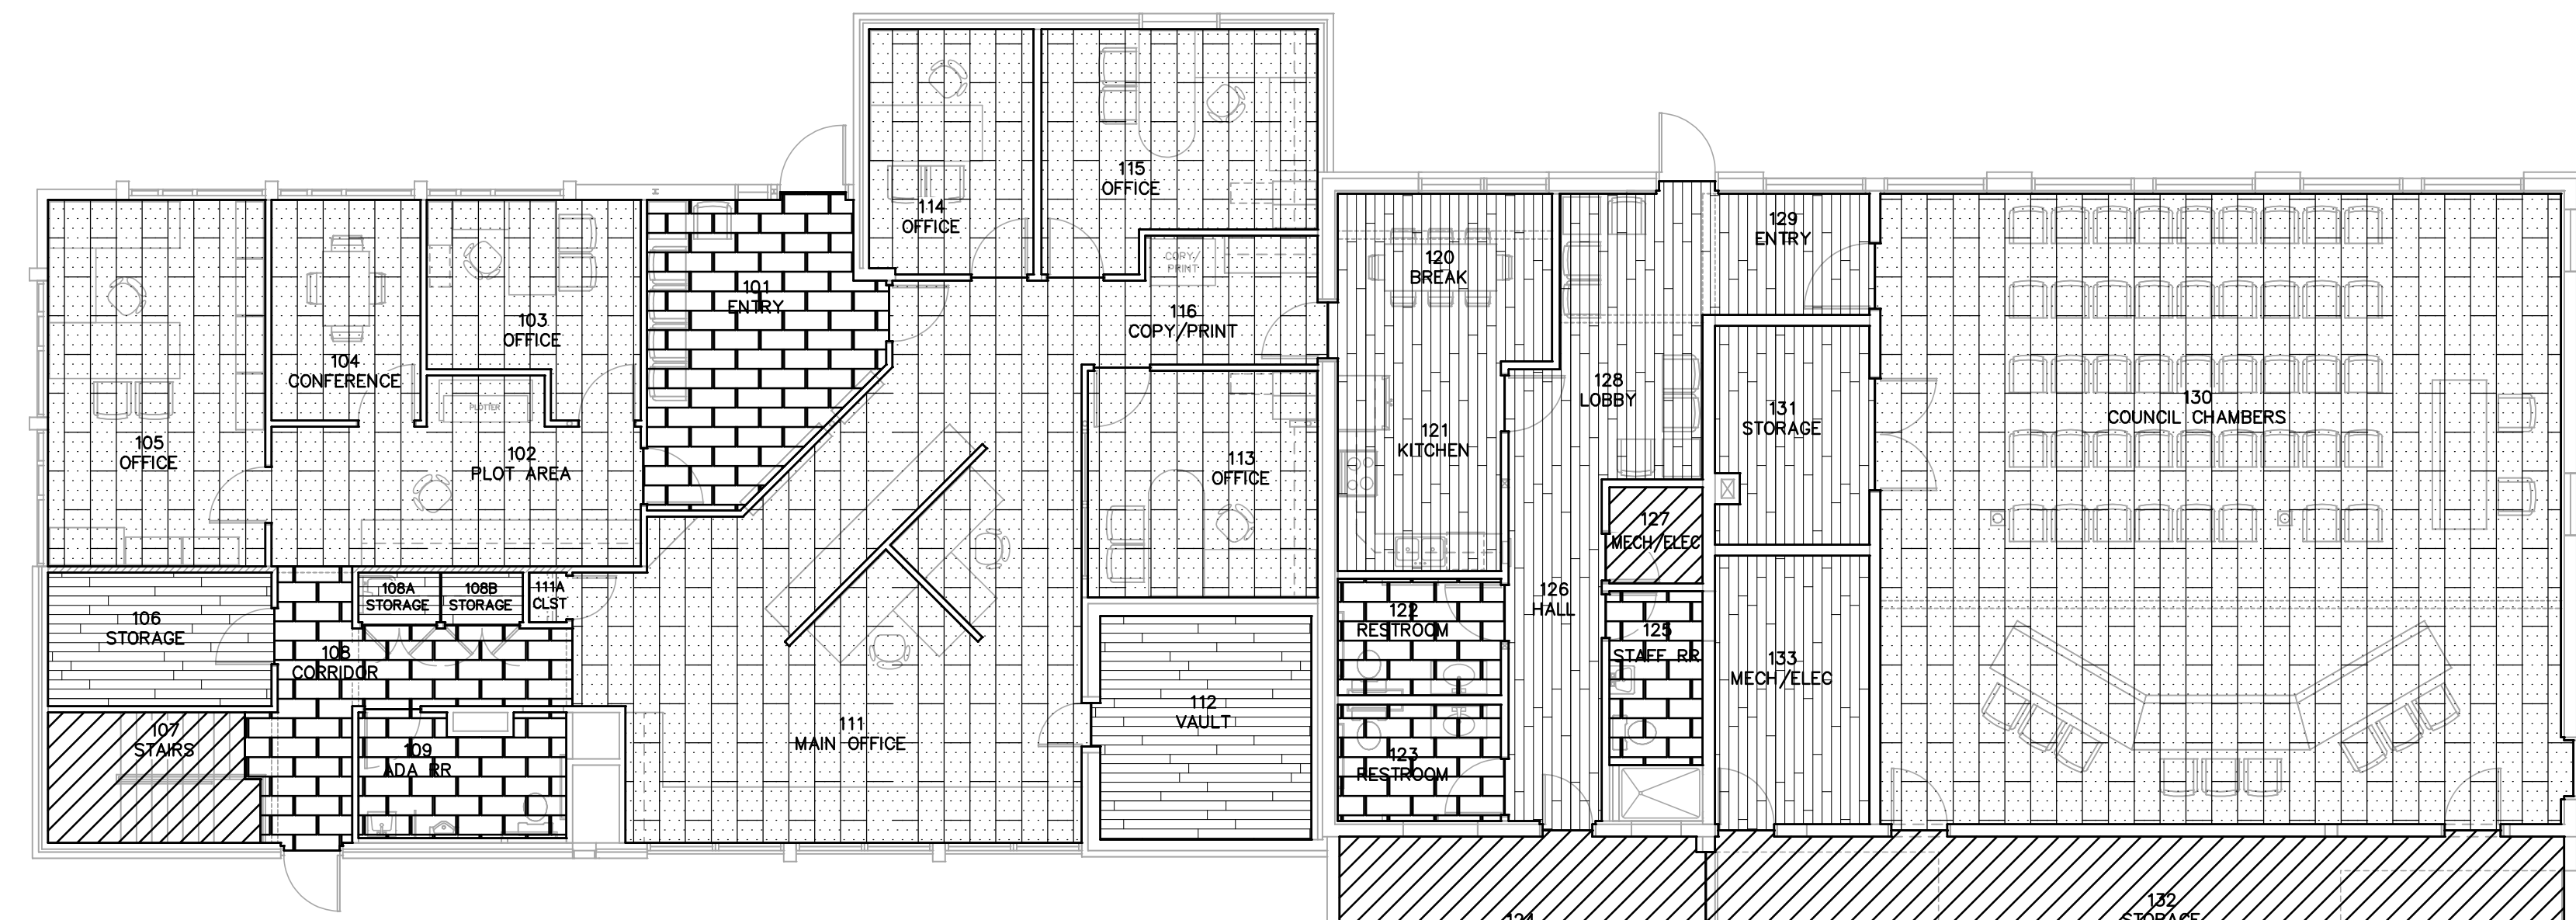 114
OFFICE
115
OFFICE
101
ENTRY
COPY/
PRINT
116
COPY/PRINT
120
BREAK
129
ENTRY
103
OFFICE
104
CONFERENCE
PLOTTER
105
OFFICE
102
PLOT AREA
113
OFFICE
121
KITCHEN
128
LOBBY
131
STORAGE
130
COUNCIL CHAMBERS
127
MECH/ELEC
106
STORAGE
108A
STORAGE
108B
STORAGE
111A
CLST
108
CORRIDOR
122
RESTROOM
126
HALL
125
STAFF RR
133
MECH/ELEC
107
STAIRS
109
ADA RR
111
MAIN OFFICE
112
VAULT
123
RESTROOM
124
132
STORAGE